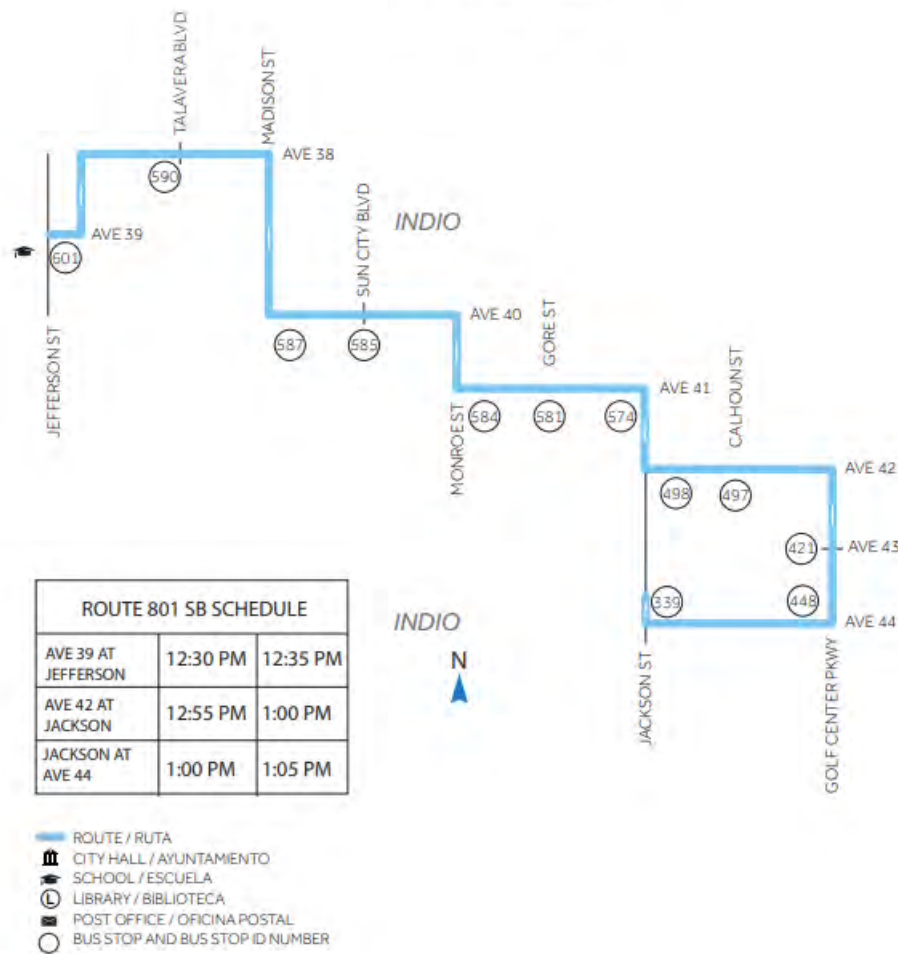 TALAVERA BLVD
MADISON ST
AVE 38
590
SUN CITY BLVD
INDIO
AVE 39
601
JEFFERSON ST
AVE 40
587
585
GORE ST
AVE 41
584
581
574
MONROE ST
CALHOUN ST
AVE 42
498
497
421
AVE 43
339
448
AVE 44
JACKSON ST
GOLF CENTER PKWY
INDIO
N
ROUTE 801 SB SCHEDULE
AVE 39 AT
JEFFERSON
12:30 PM
12:35 PM
AVE 42 AT
JACKSON
12:55 PM
1:00 PM
JACKSON AT
AVE 44
1:00 PM
1:05 PM
ROUTE / RUTA
CITY HALL / AYUNTAMIENTO
SCHOOL / ESCUELA
L LIBRARY / BIBLIOTECA
POST OFFICE / OFICINA POSTAL
BUS STOP AND BUS STOP ID NUMBER